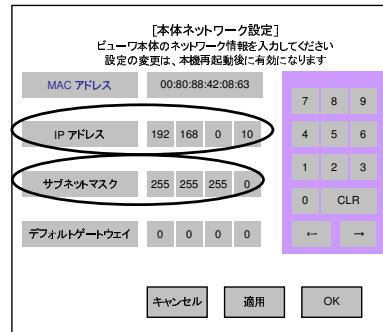 [本体ネットワーク設定]
ビューワ本体のネットワーク情報を入力してください
設定の変更は、本機再起動後に有効になります
MAC アドレス 00:80:88:42:08:63
7 8 9
IP アドレス 192 168 0 10
4 5 6
1 2 3
サブネットマスク 255 255 255 0
0 CLR
デフォルトゲートウェイ 0 0 0 0
← →
キャンセル 適用 OK